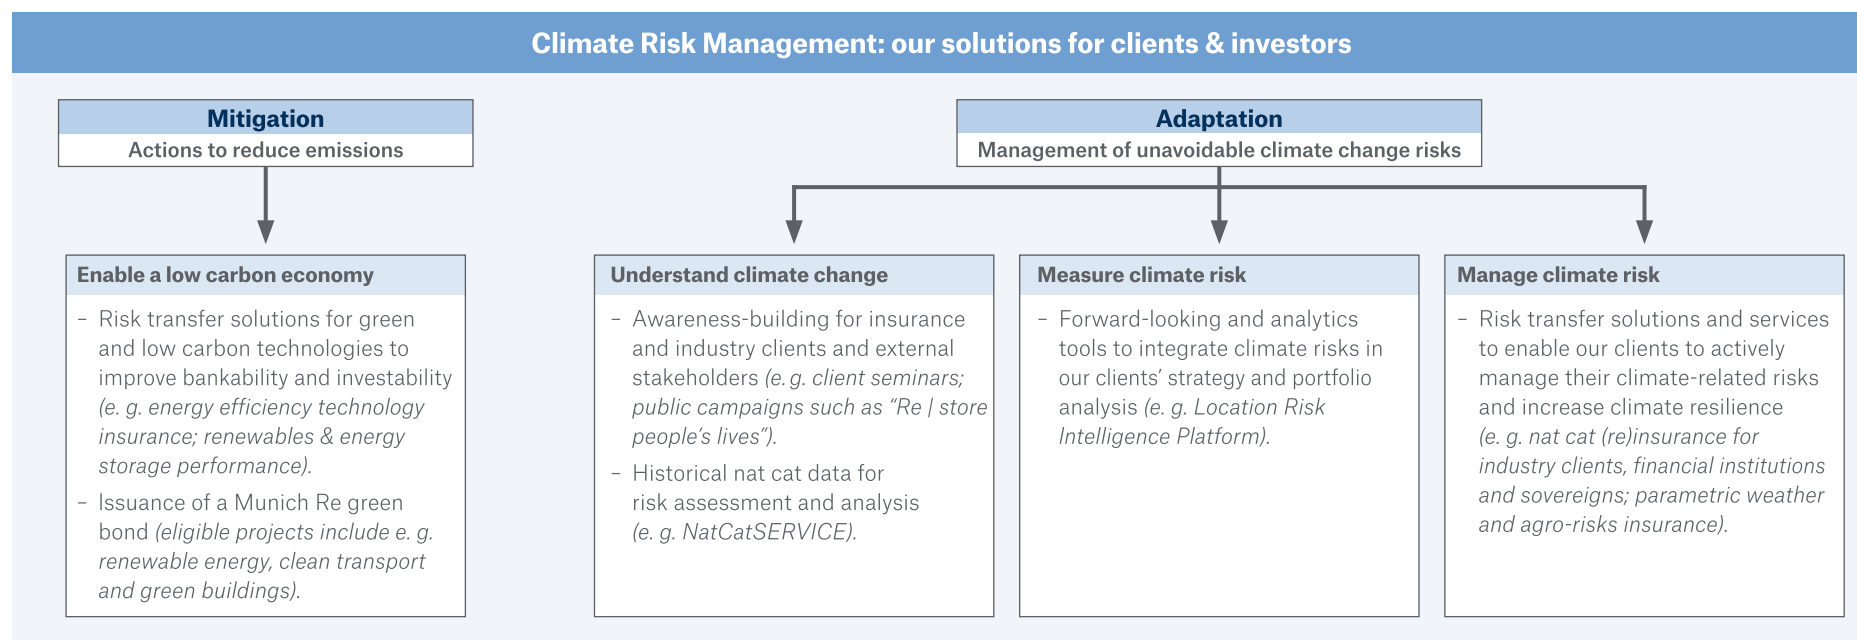 Climate Risk Management: our solutions for clients & investors
Mitigation
Actions to reduce emissions
Adaptation
Management of unavoidable climate change risks
Enable a low carbon economy
– Risk transfer solutions for green
and low carbon technologies to
improve bankability and investability
(e. g. energy efficiency technology
insurance; renewables & energy
storage performance).
– Issuance of a Munich Re green
bond (eligible projects include e. g.
renewable energy, clean transport
and green buildings).
Understand climate change
– Awareness-building for insurance
and industry clients and external
stakeholders (e. g. client seminars;
public campaigns such as “Re | store
people’s lives”).
– Historical nat cat data for
risk assessment and analysis
(e. g. NatCatSERVICE).
Measure climate risk
– Forward-looking and analytics
tools to integrate climate risks in
our clients’ strategy and portfolio
analysis (e. g. Location Risk
Intelligence Platform).
Manage climate risk
– Risk transfer solutions and services
to enable our clients to actively
manage their climate-related risks
and increase climate resilience
(e. g. nat cat (re)insurance for
industry clients, financial institutions
and sovereigns; parametric weather
and agro-risks insurance).